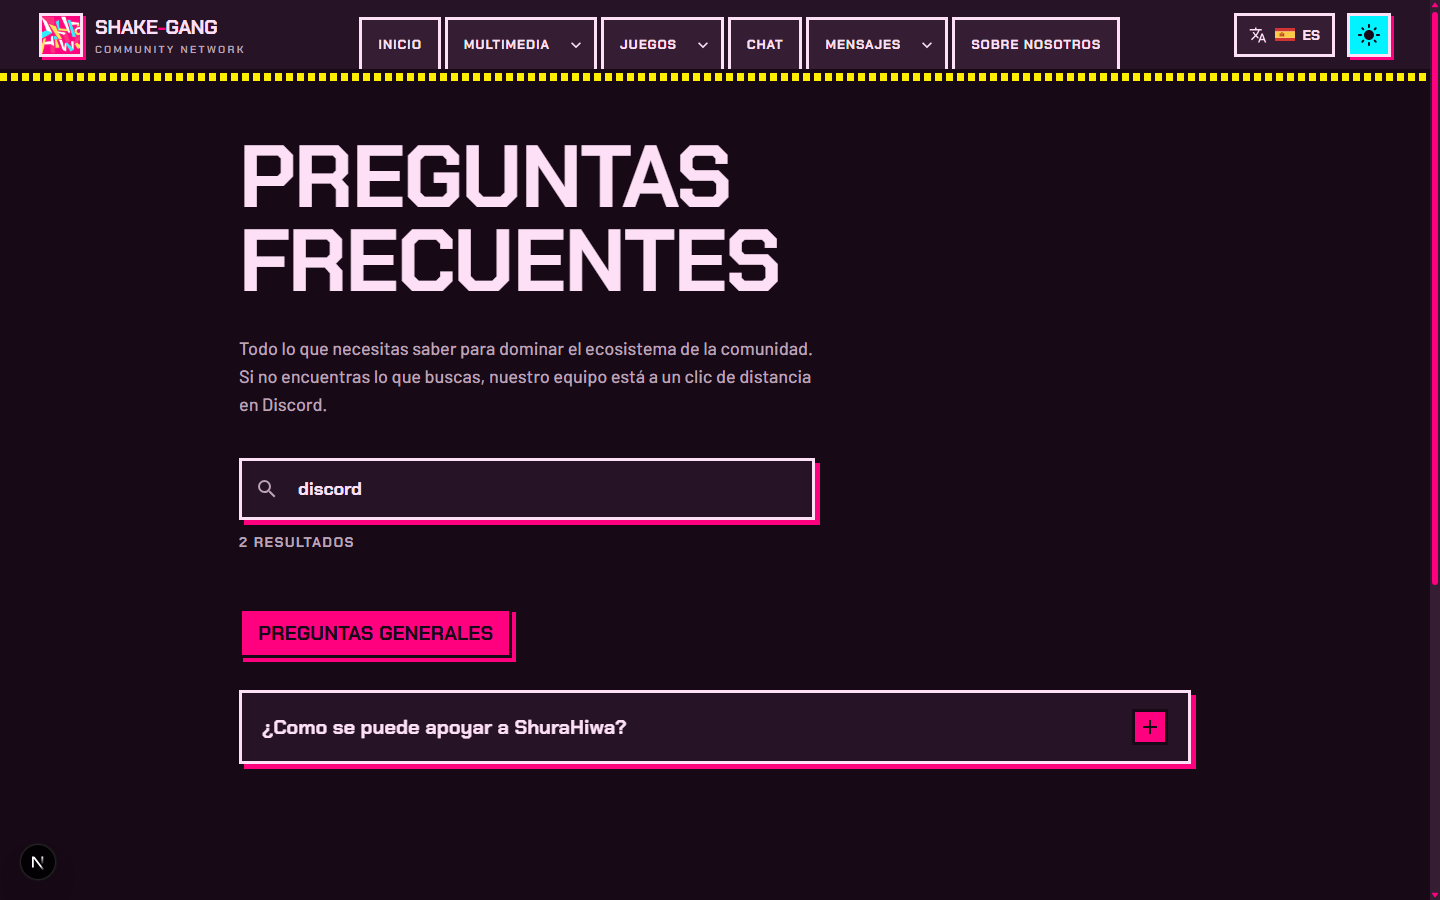 SHAKE-GANG
COMMUNITY NETWORK
INICIO
MULTIMEDIA
JUEGOS
CHAT
MENSAJES
SOBRE NOSOTROS
ES
PREGUNTAS
FRECUENTES
Todo lo que necesitas saber para dominar el ecosistema de la comunidad.
Si no encuentras lo que buscas, nuestro equipo está a un clic de distancia
en Discord.
discord
2 RESULTADOS
PREGUNTAS GENERALES
¿Como se puede apoyar a ShuraHiwa?
N